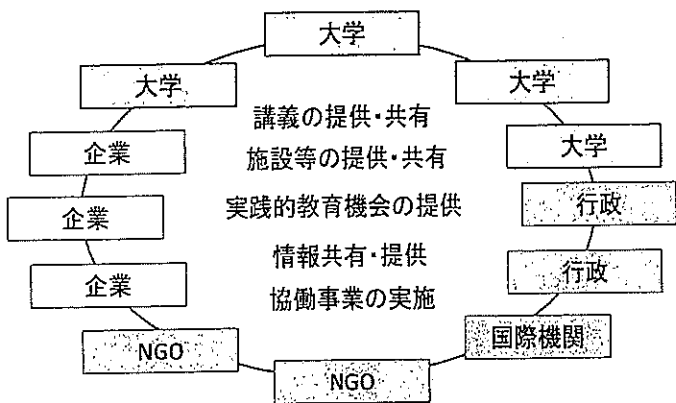 大学
大学
大学
講義の提供・共有
企業
大学
施設等の提供・共有
実践的教育機会の提供
行政
企業
情報共有・提供
行政
企業
協働事業の実施
国際機関
NGO
NGO